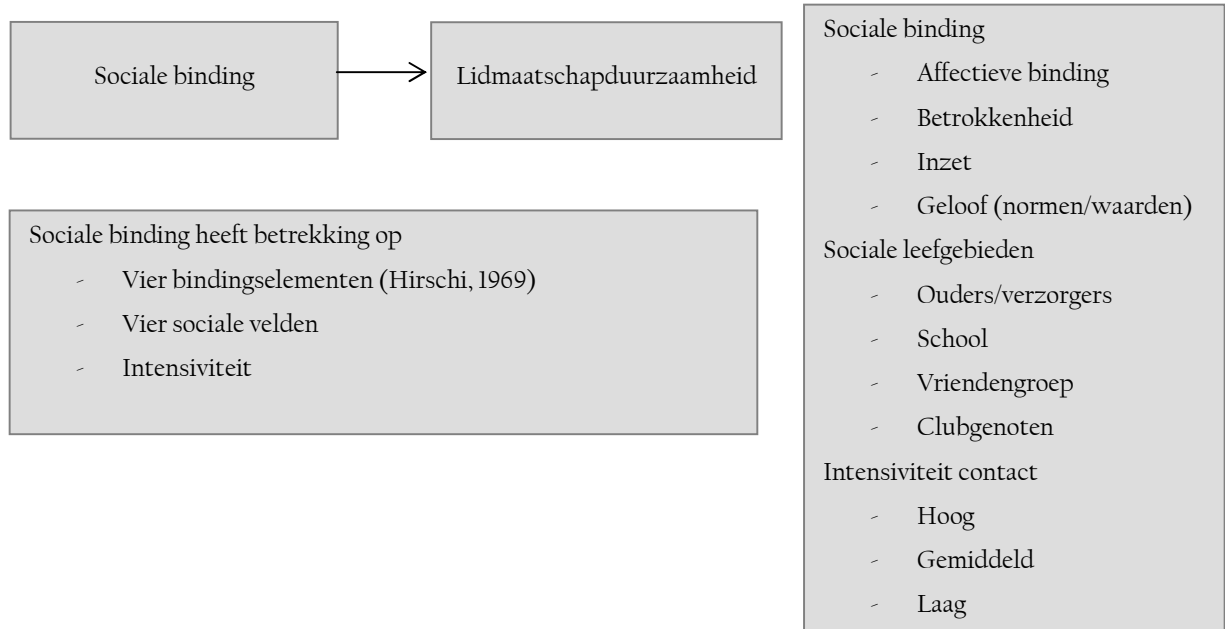 Sociale binding
Lidmaatschapduurzaamheid
Sociale binding heeft betrekking op
- Vier bindingselementen (Hirschi, 1969)
- Vier sociale velden
- Intensiviteit
Sociale binding
- Affectieve binding
- Betrokkenheid
- Inzet
- Geloof (normen/waarden)
Sociale leefgebieden
- Ouders/verzorgers
- School
- Vriendengroep
- Clubgenoten
Intensiviteit contact
- Hoog
- Gemiddeld
- Laag